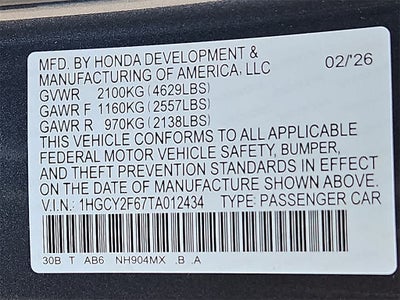 MFD. BY HONDA DEVELOPMENT &
MANUFACTURING OF AMERICA, LLC 02/'26
GVWR 2100KG (4629LBS)
GAWR F 1160KG (2557LBS)
GAWR R 970KG (2138LBS)
THIS VEHICLE CONFORMS TO ALL APPLICABLE
FEDERAL MOTOR VEHICLE SAFETY, BUMPER,
AND THEFT PREVENTION STANDARDS IN EFFECT
ON THE DATE OF MANUFACTURE SHOWN ABOVE.
V.I.N.: 1HGCY2F67TA012434 TYPE: PASSENGER CAR
30B T AB6 NH904MX .B .A